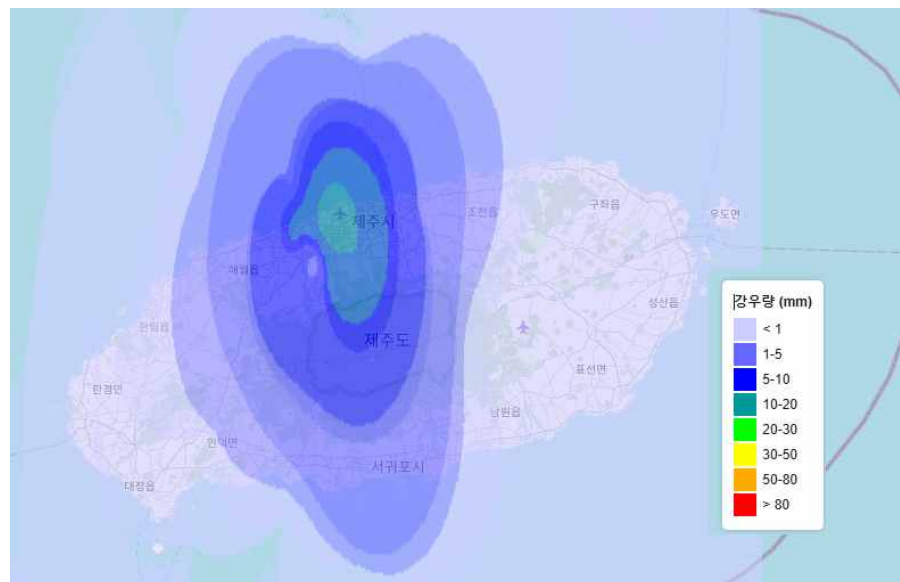 구좌읍
조천읍
우도면
제주시
애월읍
성산읍
한림읍
제주도
표선면
한경면
남원읍
안덕면
서귀포시
대정읍
강우량 (mm)
< 1
1-5
5-10
10-20
20-30
30-50
50-80
> 80